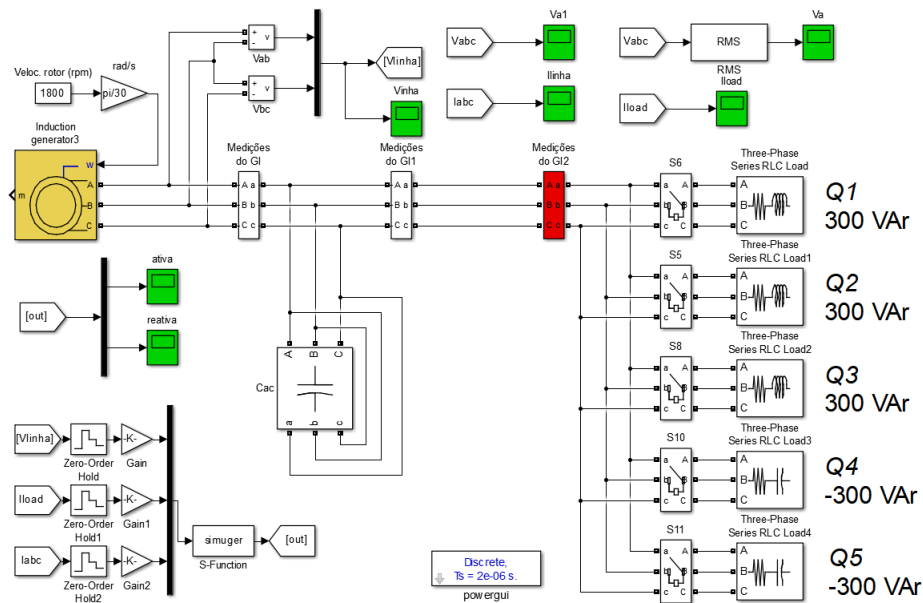 Veloc. rotor (rpm)
rad/s
1800
pi/30
Induction
generator3
m
w
A
B
C
+
-
v
Vab
+
-
v
Vbc
[Vlinha]
Vinha
Vabc
Va1
Iabc
Ilinha
Vabc
RMS
RMS
Va
Iload
Iload
Medições
do GI
A a
B b
C c
Medições
do GI1
A a
B b
C c
Medições
do GI2
A a
B b
C c
S6
a A
b B
c C
Three-Phase
Series RLC Load
A
B
C
Q1
300 VAr
S5
a A
b B
c C
Three-Phase
Series RLC Load1
A
B
C
Q2
300 VAr
S8
a A
b B
c C
Three-Phase
Series RLC Load2
A
B
C
Q3
300 VAr
S10
a A
b B
c C
Three-Phase
Series RLC Load3
A
B
C
Q4
-300 VAr
S11
a A
b B
c C
Three-Phase
Series RLC Load4
A
B
C
Q5
-300 VAr
[out]
ativa
reativa
Cac
A B C
a b c
[Vlinha]
Zero-Order
Hold
-K-
Gain
Iload
Zero-Order
Hold1
-K-
Gain1
Iabc
Zero-Order
Hold2
-K-
Gain2
simuger
S-Function
[out]
Discrete,
Ts = 2e-06 s.
powergui